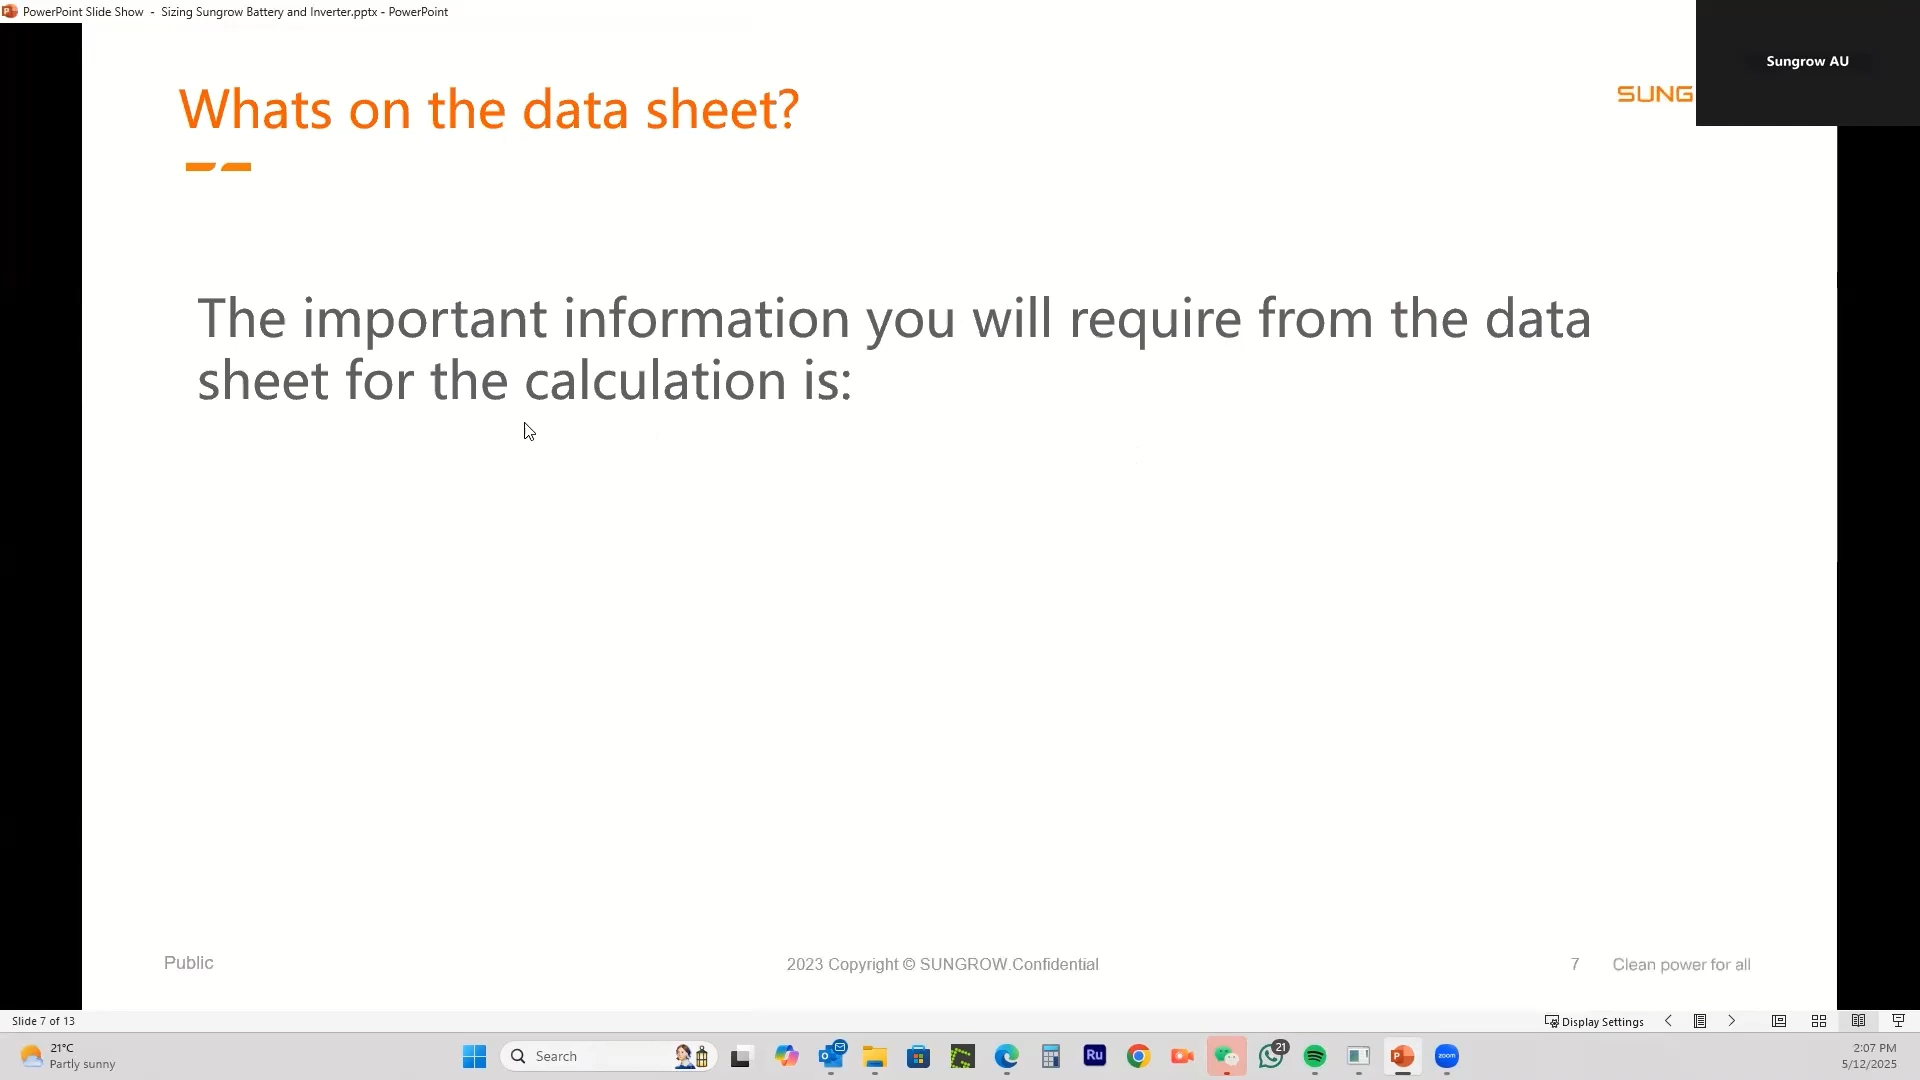 PowerPoint Slide Show - Sizing Sungrow Battery and Inverter.pptx - PowerPoint
Sungrow AU
SUNG
Whats on the data sheet?
The important information you will require from the data
sheet for the calculation is:
Public
2023 Copyright © SUNGROW.Confidential
7
Clean power for all
Slide 7 of 13
Display Settings
21°C
Partly sunny
Search
Ru
21
zoom
2:07 PM
5/12/2025